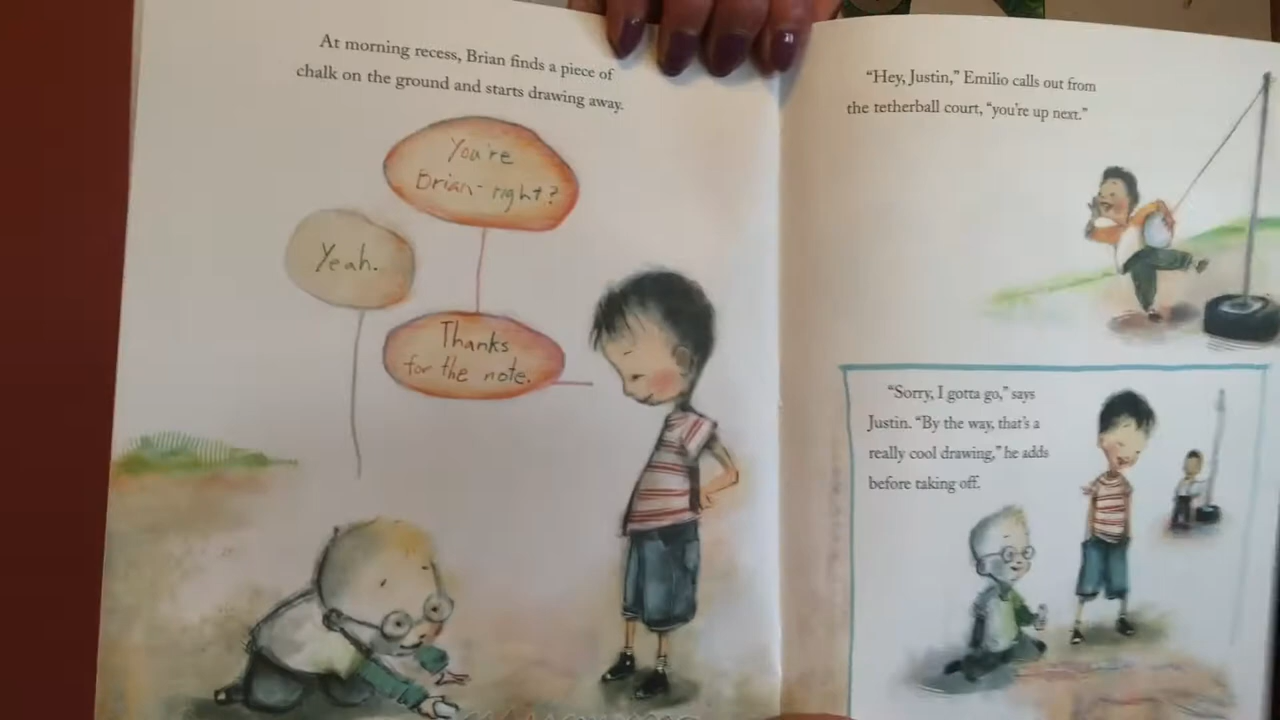 At morning recess, Brian finds a piece of
chalk on the ground and starts drawing away.
You're
Brian- right?
Yeah.
Thanks
for the note.
"Hey, Justin," Emilio calls out from
the tetherball court, "you're up next."
"Sorry, I gotta go," says
Justin. "By the way, that's a
really cool drawing," he adds
before taking off.